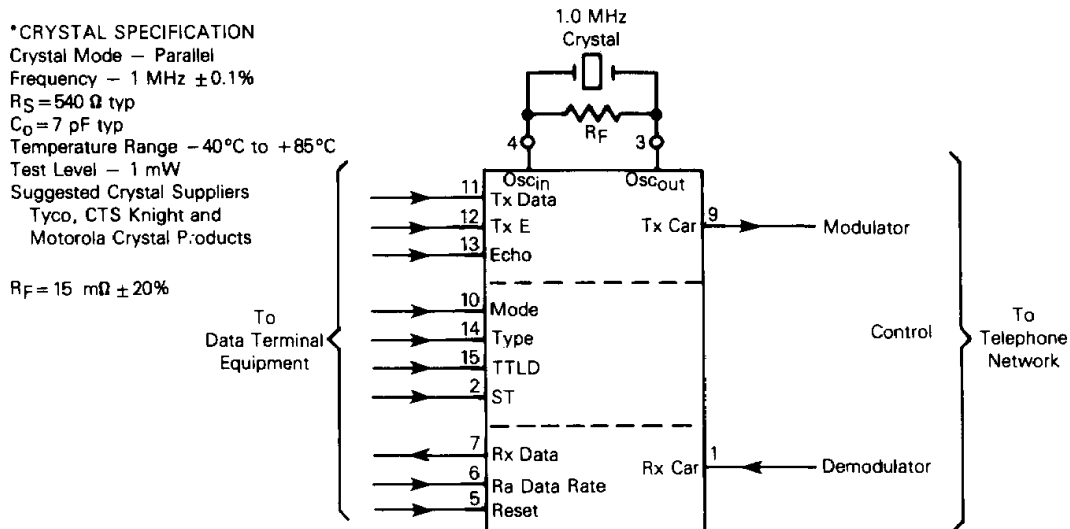 *CRYSTAL SPECIFICATION
Crystal Mode – Parallel
Frequency – 1 MHz ±0.1%
RS=540 Ω typ
Co=7 pF typ
Temperature Range –40°C to +85°C
Test Level – 1 mW
Suggested Crystal Suppliers
Tyco, CTS Knight and
Motorola Crystal Products
RF=15 mΩ ±20%
1.0 MHz
Crystal
RF
4
3
Oscin
Oscout
11
Tx Data
12
Tx E
13
Echo
10
Mode
14
Type
15
TTLD
2
ST
7
Rx Data
6
Ra Data Rate
5
Reset
Tx Car
9
Modulator
Control
Rx Car
1
Demodulator
To
Data Terminal
Equipment
To
Telephone
Network